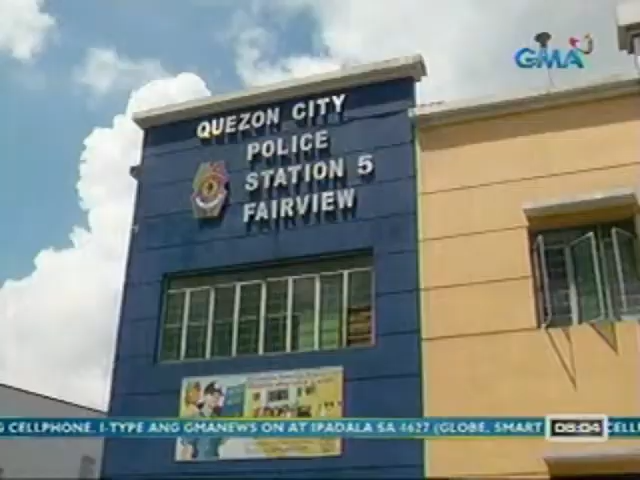 GMA
QUEZON CITY
POLICE
STATION 5
FAIRVIEW
CELLPHONE, I-TYPE ANG GMANEWS ON AT IPADALA SA 4627 (GLOBE, SMART
08:04
CELL